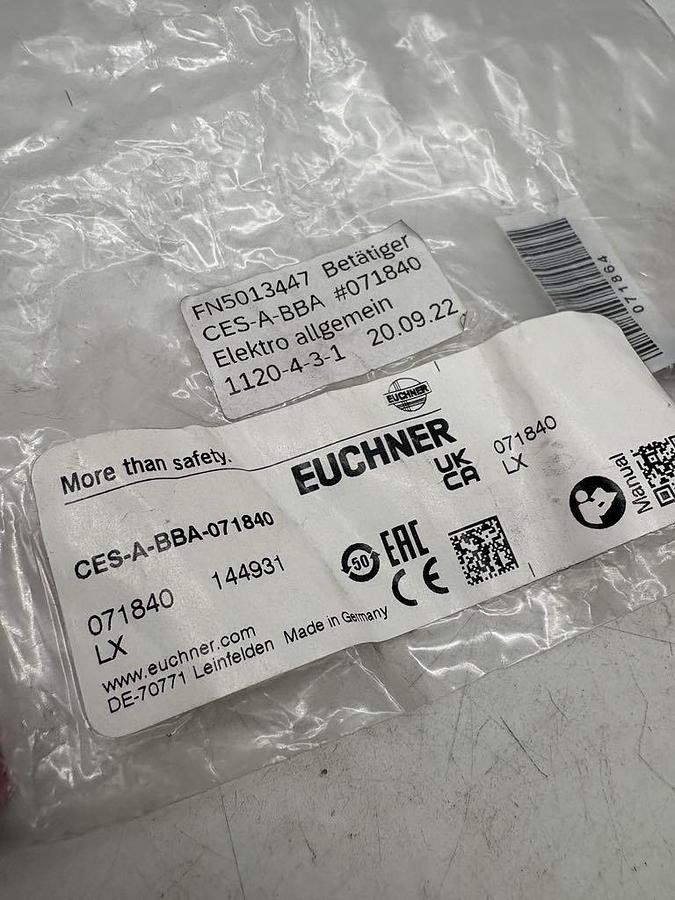 FN5013447 Betätiger
CES-A-BBA #071840
Elektro allgemein
1120-4-3-1 20.09.22
071864
EUCHNER
More than safety.
EUCHNER
UK
CA
071840
LX
Manual
CES-A-BBA-071840
50
EAC
CE
071840 144931
LX
www.euchner.com
DE-70771 Leinfelden Made in Germany